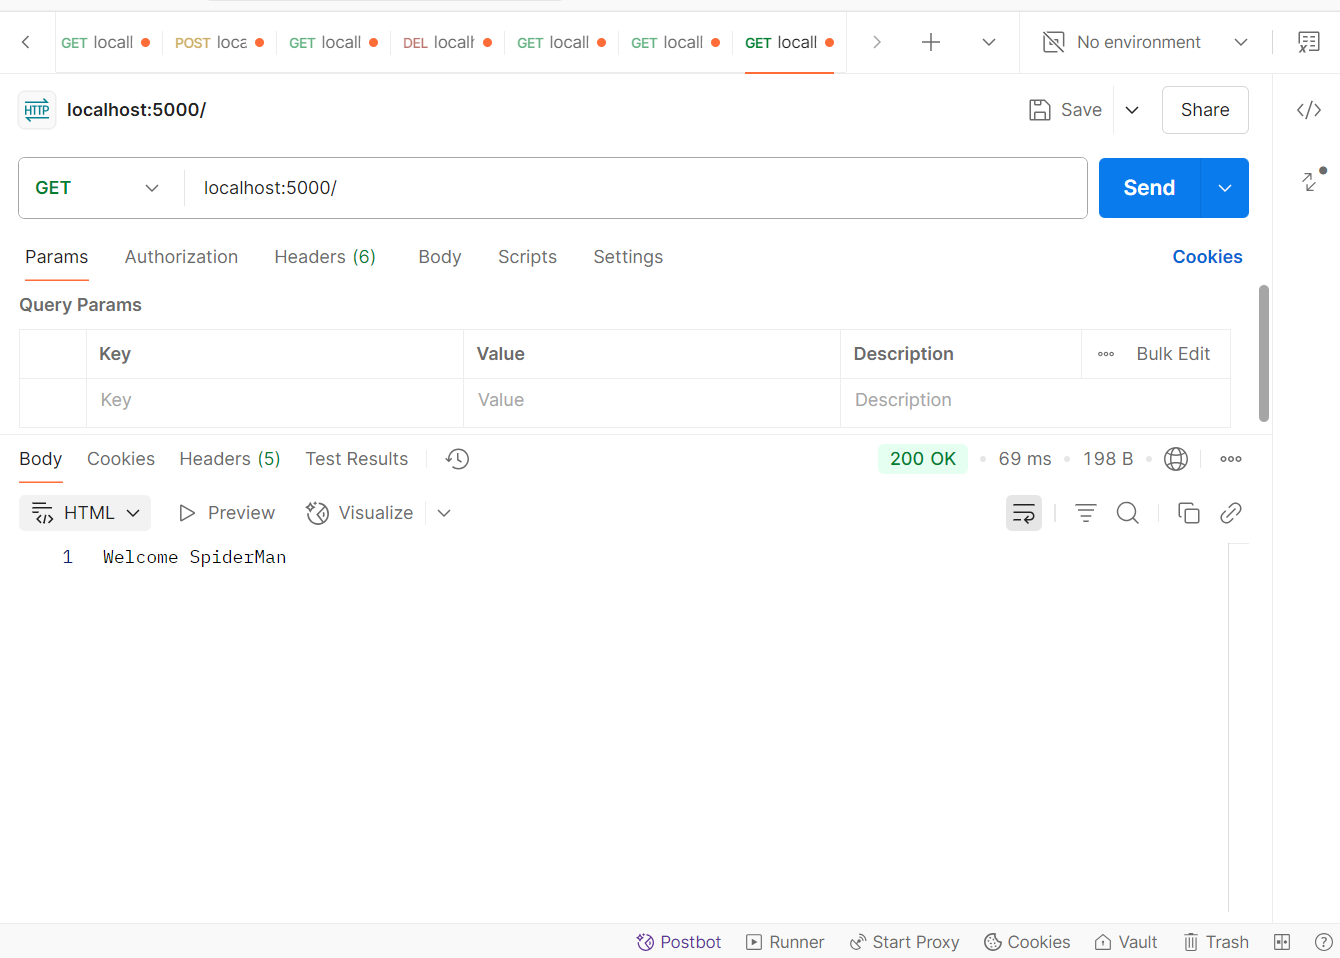 GET locall POST loca GET locall DEL locall GET locall GET locall GET locall No environment
HTTP localhost:5000/ Save Share
GET localhost:5000/ Send
Params Authorization Headers (6) Body Scripts Settings Cookies
Query Params
Key Value Description Bulk Edit
Key Value Description
Body Cookies Headers (5) Test Results 200 OK 69 ms 198 B
HTML Preview Visualize
1 Welcome SpiderMan
Postbot Runner Start Proxy Cookies Vault Trash